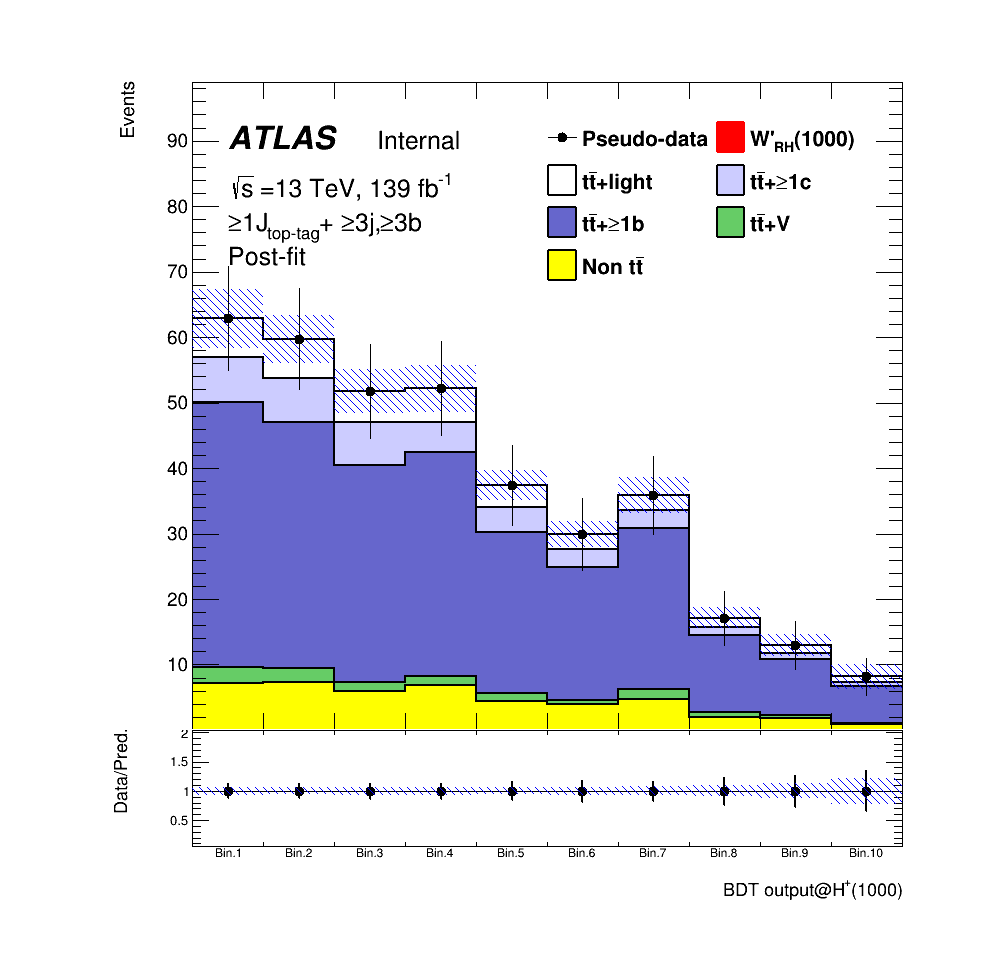 Events
90
80
70
60
50
40
30
20
10
ATLAS Internal
√s =13 TeV, 139 fb⁻¹
≥1J_top-tag+ ≥3j,≥3b
Post-fit
Pseudo-data W'_RH(1000)
tt̄+light tt̄+≥1c
tt̄+≥1b tt̄+V
Non tt̄
Data/Pred.
2
1.5
1
0.5
Bin.1 Bin.2 Bin.3 Bin.4 Bin.5 Bin.6 Bin.7 Bin.8 Bin.9 Bin.10
BDT output@H⁺(1000)